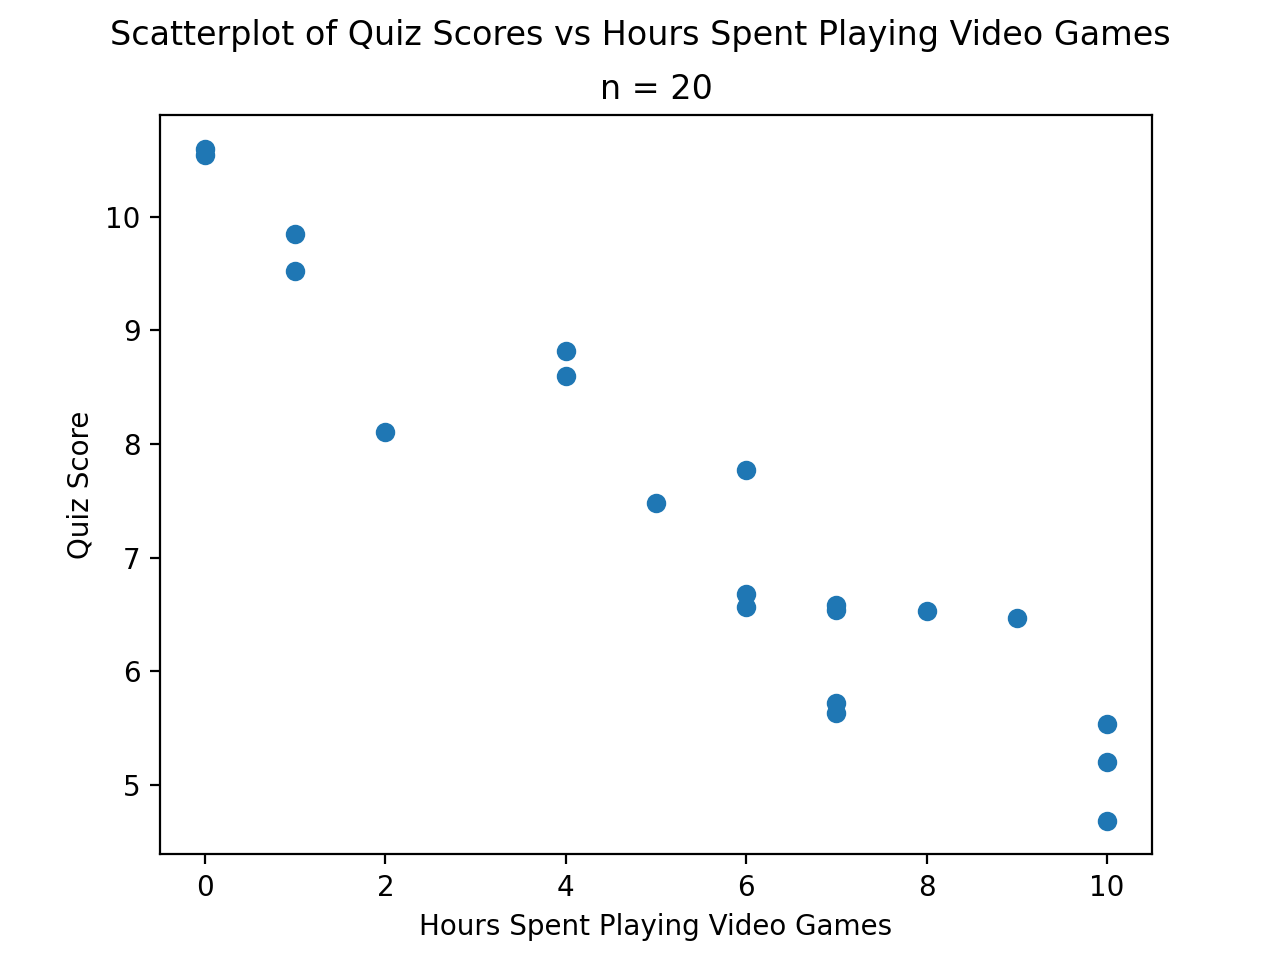 Scatterplot of Quiz Scores vs Hours Spent Playing Video Games
n = 20
10
9
8
7
6
5
Quiz Score
0 2 4 6 8 10
Hours Spent Playing Video Games